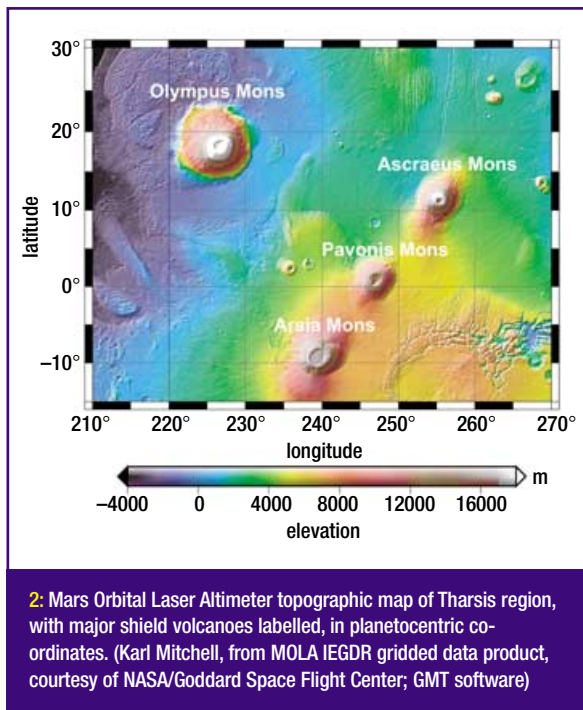 30°
Olympus Mons
20°
Ascraeus Mons
latitude
10°
Pavonis Mons
0°
Arsia Mons
−10°
210° 220° 230° 240° 250° 260° 270°
longitude
m
−4000 0 4000 8000 12000 16000
elevation
2: Mars Orbital Laser Altimeter topographic map of Tharsis region,
with major shield volcanoes labelled, in planetocentric co-
ordinates. (Karl Mitchell, from MOLA IEGDR gridded data product,
courtesy of NASA/Goddard Space Flight Center; GMT software)